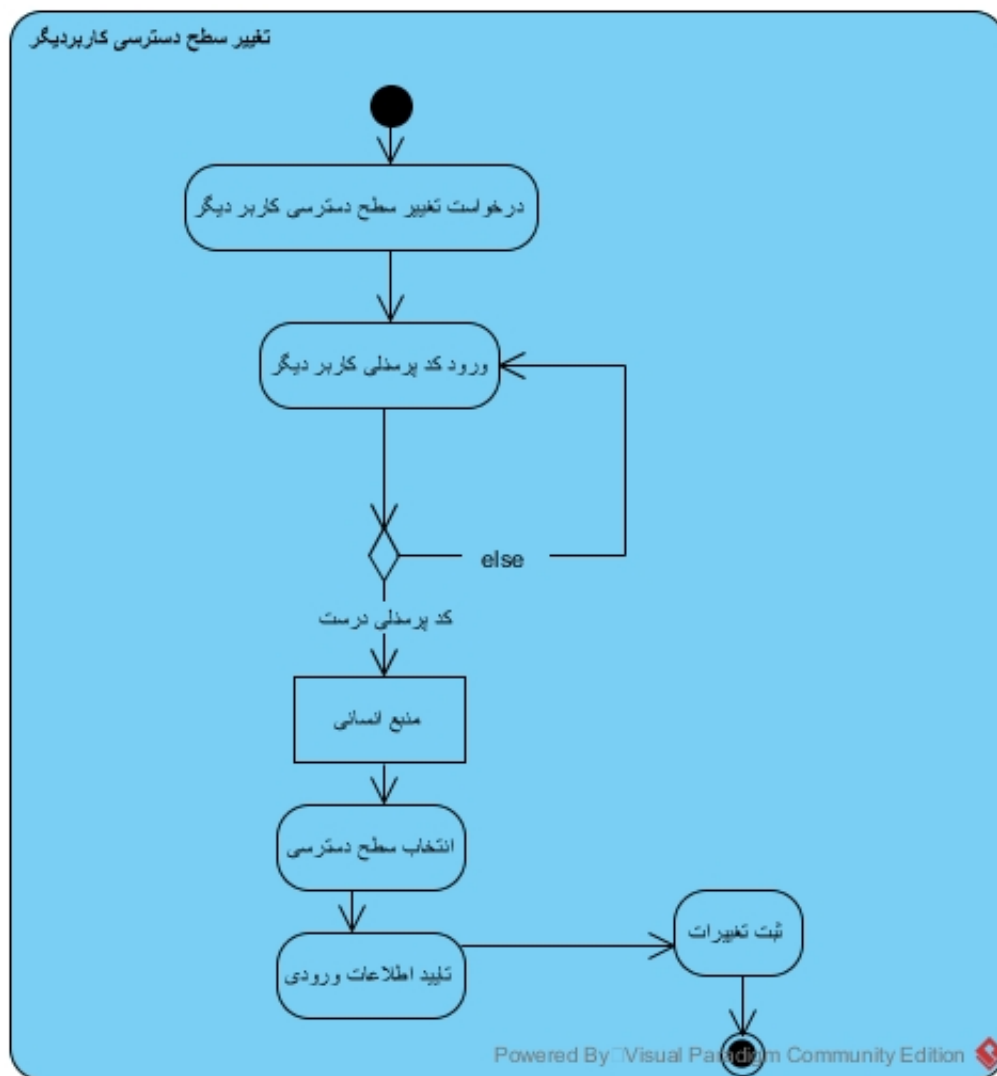 تغییر سطح دسترسی کاربردیگر
درخواست تغییر سطح دسترسی کاربر دیگر
ورود کد پرسنلی کاربر دیگر
else
کد پرسنلی درست
منبع انسانی
انتخاب سطح دسترسی
تایید اطلاعات ورودی
ثبت تغییرات
Powered By Visual Paradigm Community Edition